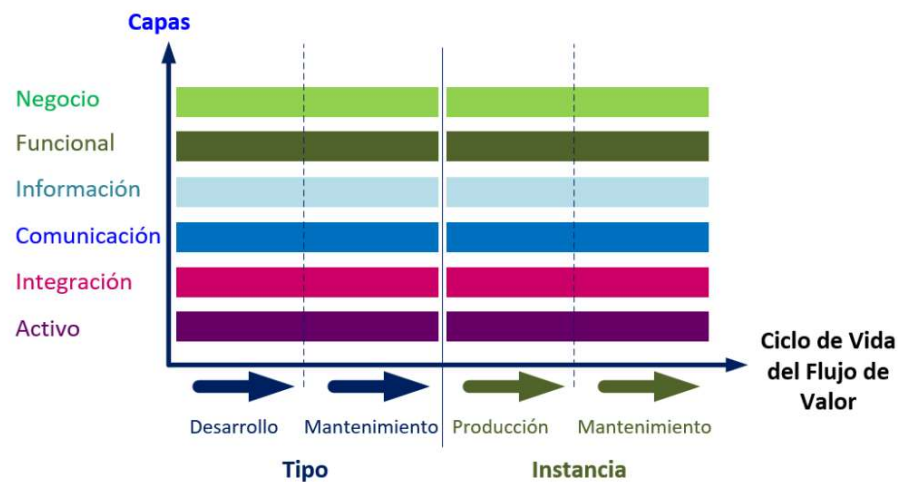 Capas
Negocio
Funcional
Información
Comunicación
Integración
Activo
Ciclo de Vida
del Flujo de
Valor
Desarrollo
Mantenimiento
Producción
Mantenimiento
Tipo
Instancia